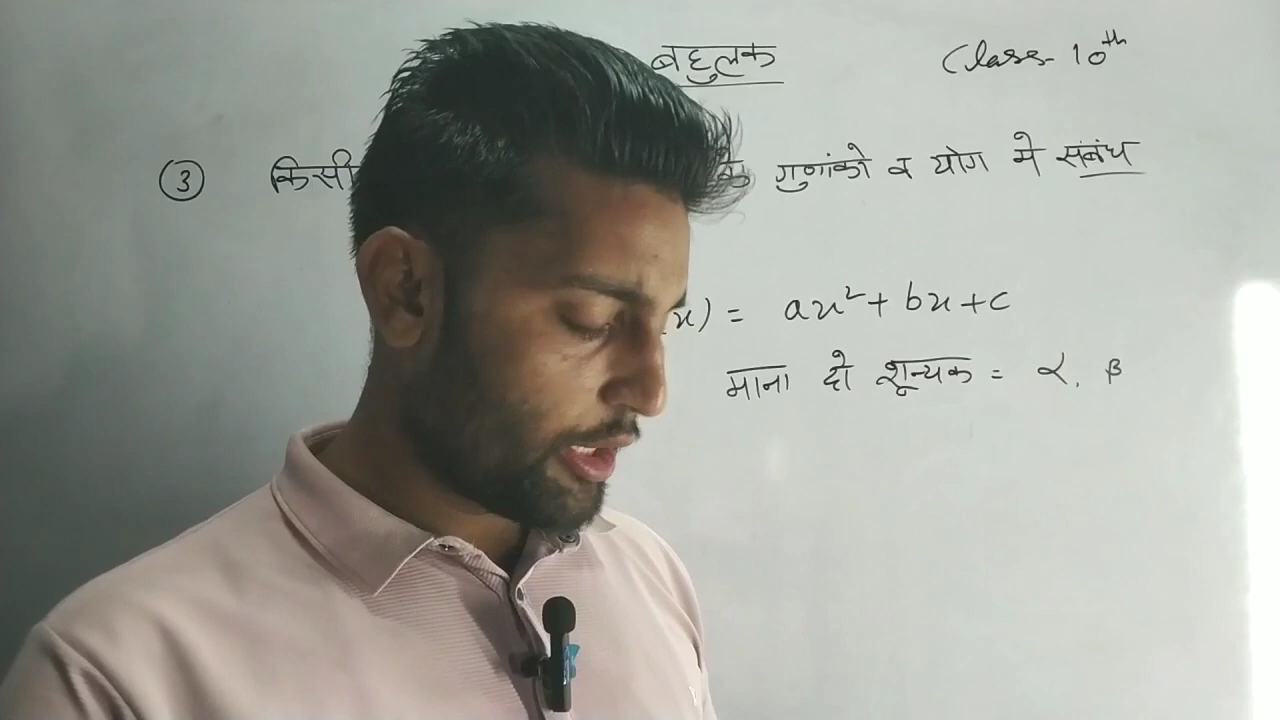 बहुलक Class- 10th
③ किसी के गुणांको व योग मे संबंध
x) = ax² + bx + c
माना दो शून्यक = α, β